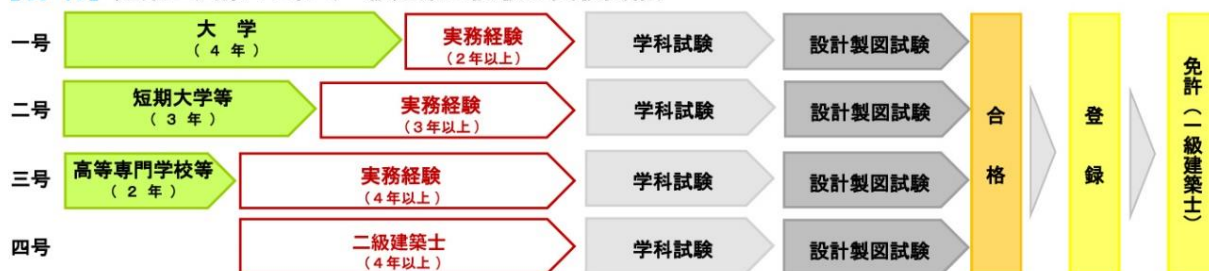 一号
大 学
( 4 年 )
実務経験
(2年以上)
学科試験
設計製図試験
二号
短期大学等
( 3 年 )
実務経験
(3年以上)
学科試験
設計製図試験
三号
高等専門学校等
( 2 年 )
実務経験
(4年以上)
学科試験
設計製図試験
四号
二級建築士
(4年以上)
学科試験
設計製図試験
合格
登録
免許(一級建築士)